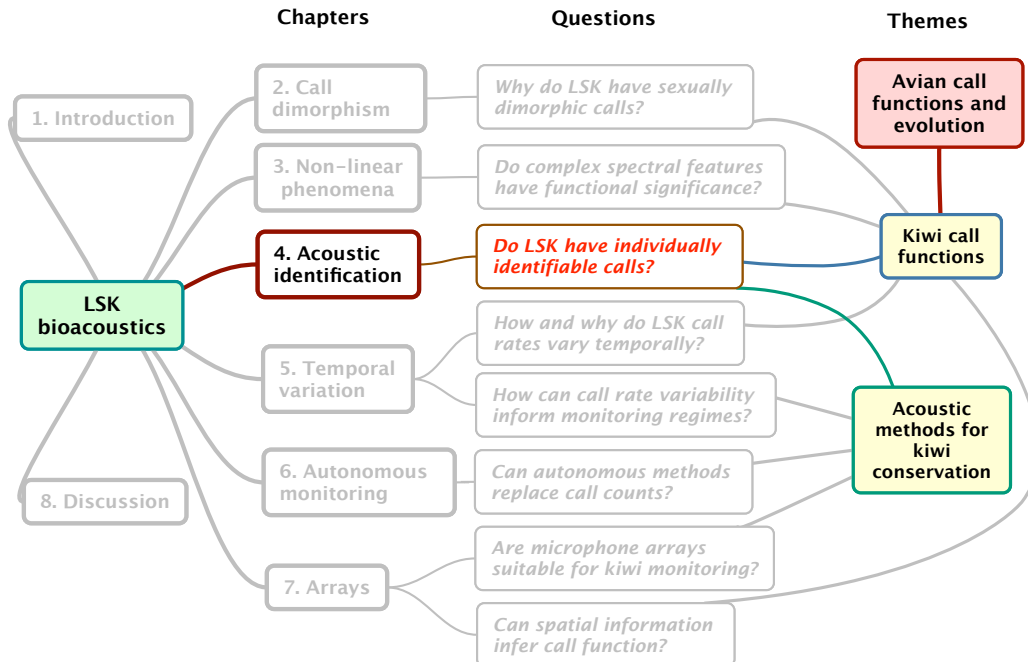 Chapters
Questions
Themes
1. Introduction
LSK
bioacoustics
8. Discussion
2. Call
dimorphism
3. Non-linear
phenomena
4. Acoustic
identification
5. Temporal
variation
6. Autonomous
monitoring
7. Arrays
Why do LSK have sexually
dimorphic calls?
Do complex spectral features
have functional significance?
Do LSK have individually
identifiable calls?
How and why do LSK call
rates vary temporally?
How can call rate variability
inform monitoring regimes?
Can autonomous methods
replace call counts?
Are microphone arrays
suitable for kiwi monitoring?
Can spatial information
infer call function?
Avian call
functions and
evolution
Kiwi call
functions
Acoustic
methods for
kiwi
conservation